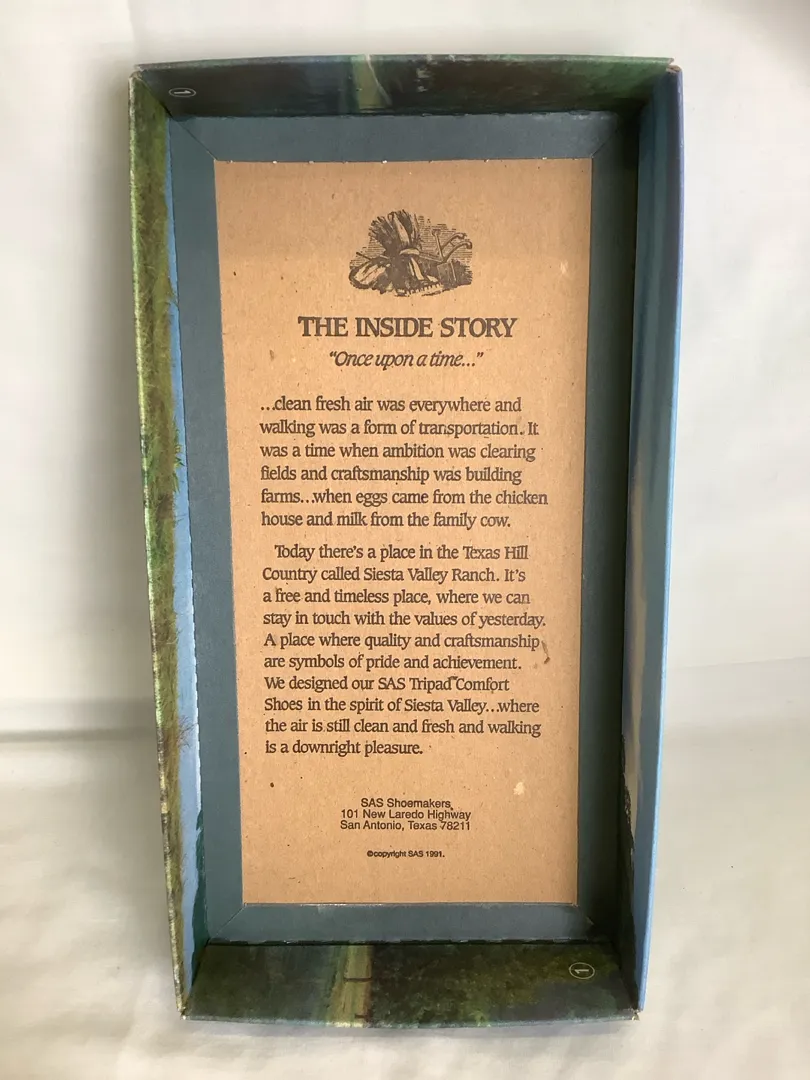 1
THE INSIDE STORY
“Once upon a time...”
...clean fresh air was everywhere and
walking was a form of transportation. It
was a time when ambition was clearing
fields and craftsmanship was building
farms...when eggs came from the chicken
house and milk from the family cow.
Today there's a place in the Texas Hill
Country called Siesta Valley Ranch. It's
a free and timeless place, where we can
stay in touch with the values of yesterday.
A place where quality and craftsmanship
are symbols of pride and achievement.
We designed our SAS Tripad™Comfort
Shoes in the spirit of Siesta Valley...where
the air is still clean and fresh and walking
is a downright pleasure.
SAS Shoemakers
101 New Laredo Highway
San Antonio, Texas 78211
©copyright SAS 1991.
1